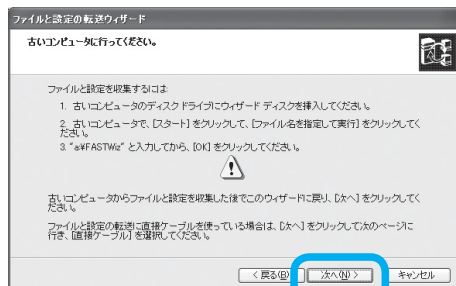 ファイルと設定の転送ウィザード
古いコンピュータに行ってください。
ファイルと設定を収集するには:
1. 古いコンピュータのディスク ドライブにウィザード ディスクを挿入してください。
2. 古いコンピュータで、[スタート] をクリックして、[ファイル名を指定して実行] をクリックしてく
ださい。
3. "a:¥FASTWiz" と入力してから、[OK] をクリックしてください。
古いコンピュータからファイルと設定を収集した後でこのウィザードに戻り、[次へ] をクリックしてく
ださい。
ファイルと設定の転送に直接ケーブルを使っている場合は、[次へ] をクリックして次のページに
行き、[直接ケーブル] を選択してください。
< 戻る(B)
次へ(N) >
キャンセル